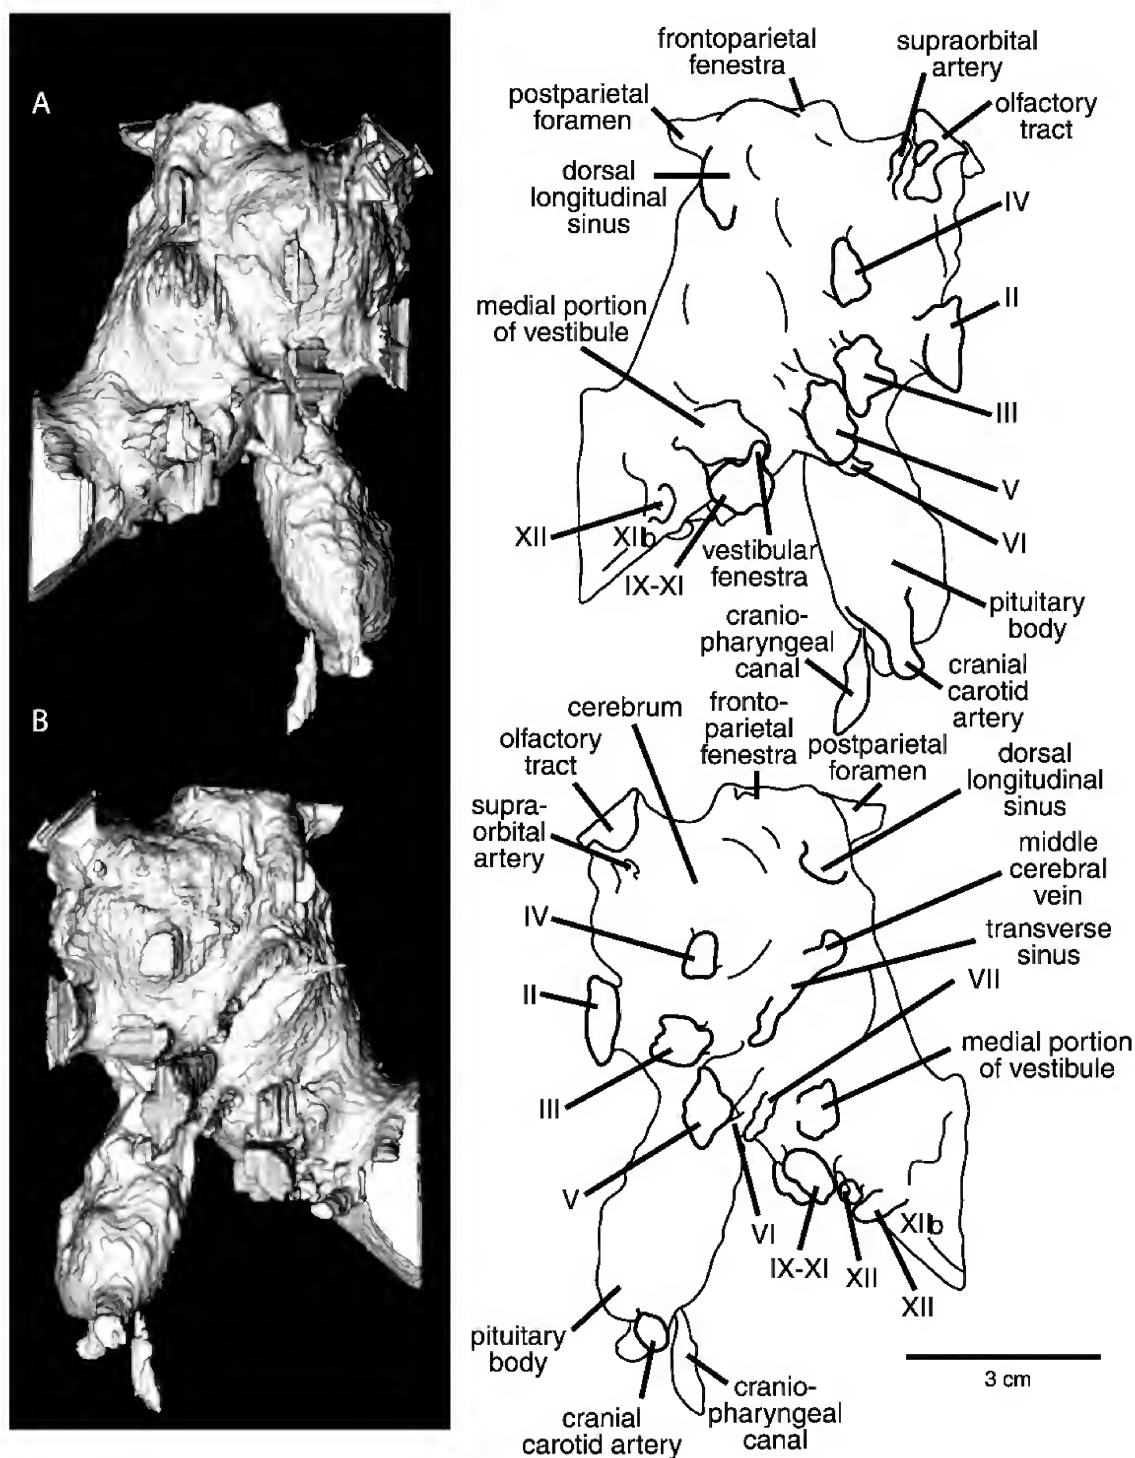 A
frontoparietal
fenestra
supraorbital
artery
postparietal
foramen
olfactory
tract
dorsal
longitudinal
sinus
IV
medial portion
of vestibule
II
III
V
XII
XIIb
vestibular
fenestra
VI
IX-XI
cranio-
pharyngeal
canal
pituitary
body
cranial
carotid
artery
B
cerebrum
fronto-
parietal
fenestra
olfactory
tract
postparietal
foramen
dorsal
longitudinal
sinus
supra-
orbital
artery
middle
cerebral
vein
IV
transverse
sinus
II
VII
medial portion
of vestibule
III
V
VI
XIIb
IX-XI
XII
XII
pituitary
body
3 cm
cranial
carotid artery
cranio-
pharyngeal
canal